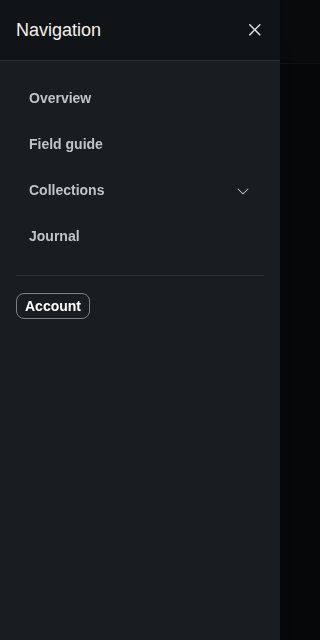 Navigation
Overview
Field guide
Collections
Journal
Account